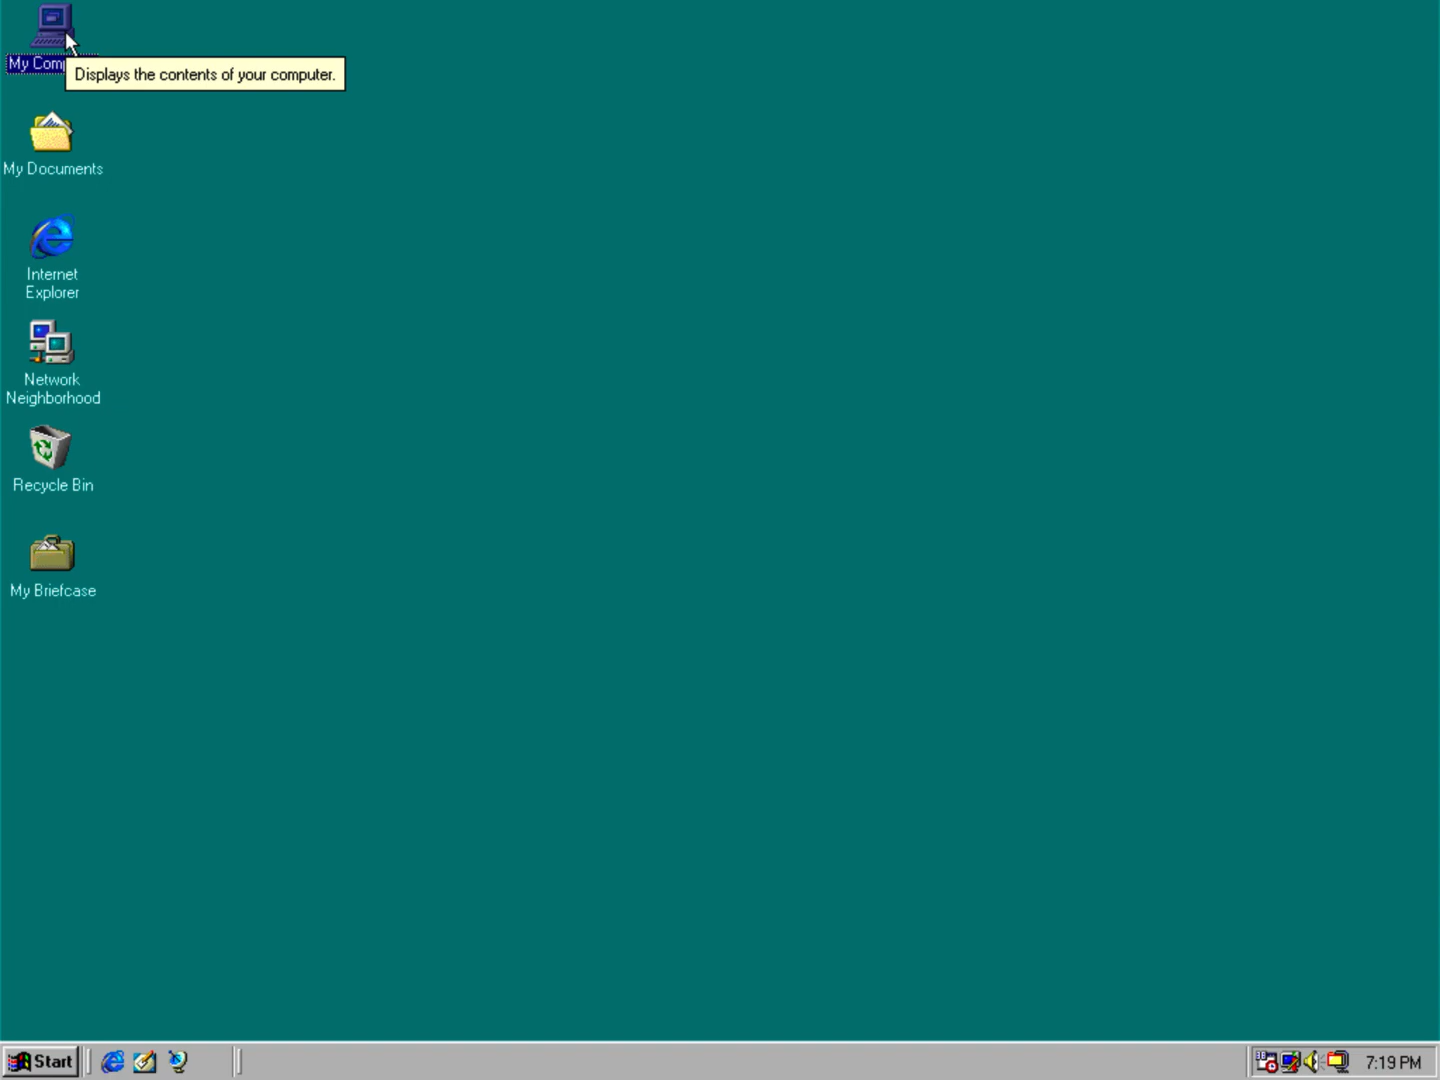 My Comp
Displays the contents of your computer.
My Documents
Internet
Explorer
Network
Neighborhood
Recycle Bin
My Briefcase
Start
7:19 PM